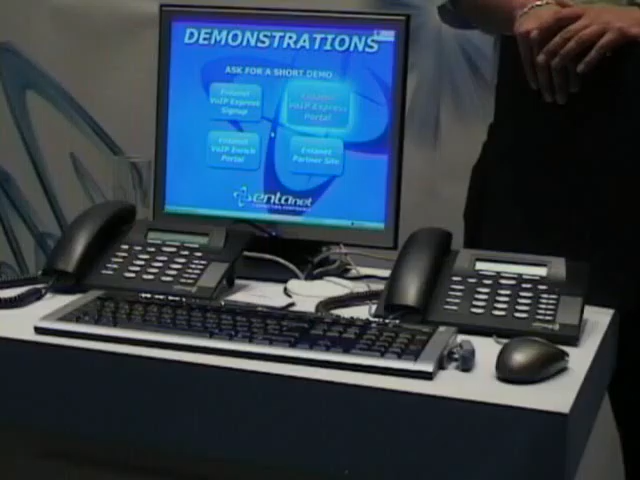 DEMONSTRATIONS
ASK FOR A SHORT DEMO
Entanet
VoIP Express
Signup
Entanet
VoIP Express
Portal
Entanet
VoIP Enrich
Portal
Entanet
Partner Site
entanet